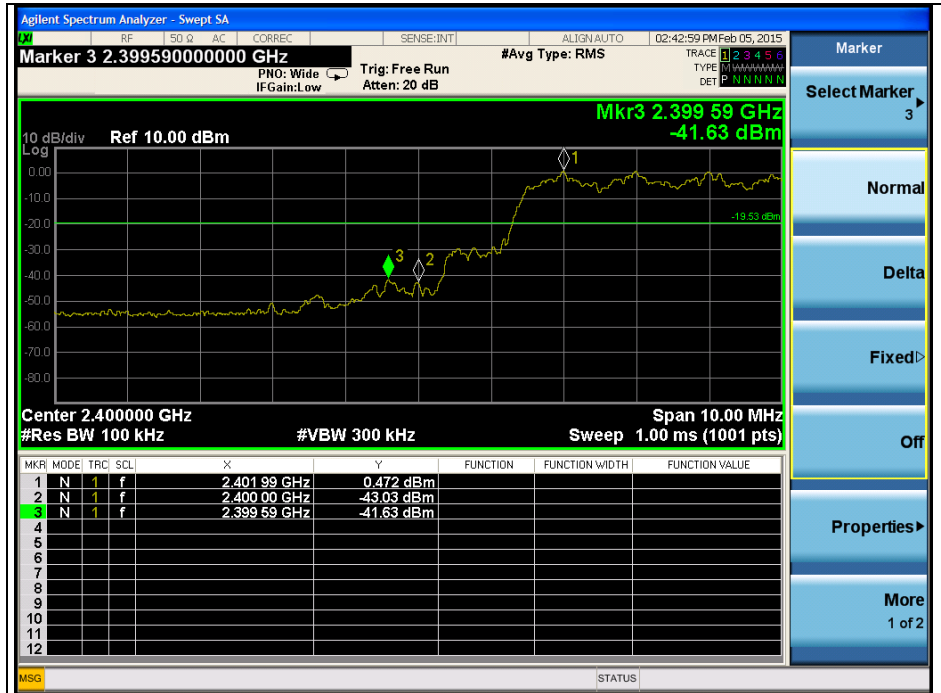 Agilent Spectrum Analyzer - Swept SA
LXI RF 50 Ω AC CORREC SENSE:INT ALIGN AUTO 02:42:59 PM Feb 05, 2015
Marker 3 2.399590000000 GHz
PNO: Wide
IFGain:Low
Trig: Free Run
Atten: 20 dB
#Avg Type: RMS
TRACE 1 2 3 4 5 6
TYPE M W W W W W
DET P N N N N N
Marker
Select Marker
3
Normal
Delta
Fixed
Off
Properties
More
1 of 2
Mkr3 2.399 59 GHz
-41.63 dBm
10 dB/div Ref 10.00 dBm
Log
0.00
-10.0
-20.0
-30.0
-40.0
-50.0
-60.0
-70.0
-80.0
1
-19.53 dBm
3
2
Center 2.400000 GHz Span 10.00 MHz
#Res BW 100 kHz #VBW 300 kHz Sweep 1.00 ms (1001 pts)
MKR MODE TRC SCL X Y FUNCTION FUNCTION WIDTH FUNCTION VALUE
1 N 1 f 2.401 99 GHz 0.472 dBm
2 N 1 f 2.400 00 GHz -43.03 dBm
3 N 1 f 2.399 59 GHz -41.63 dBm
4
5
6
7
8
9
10
11
12
MSG STATUS